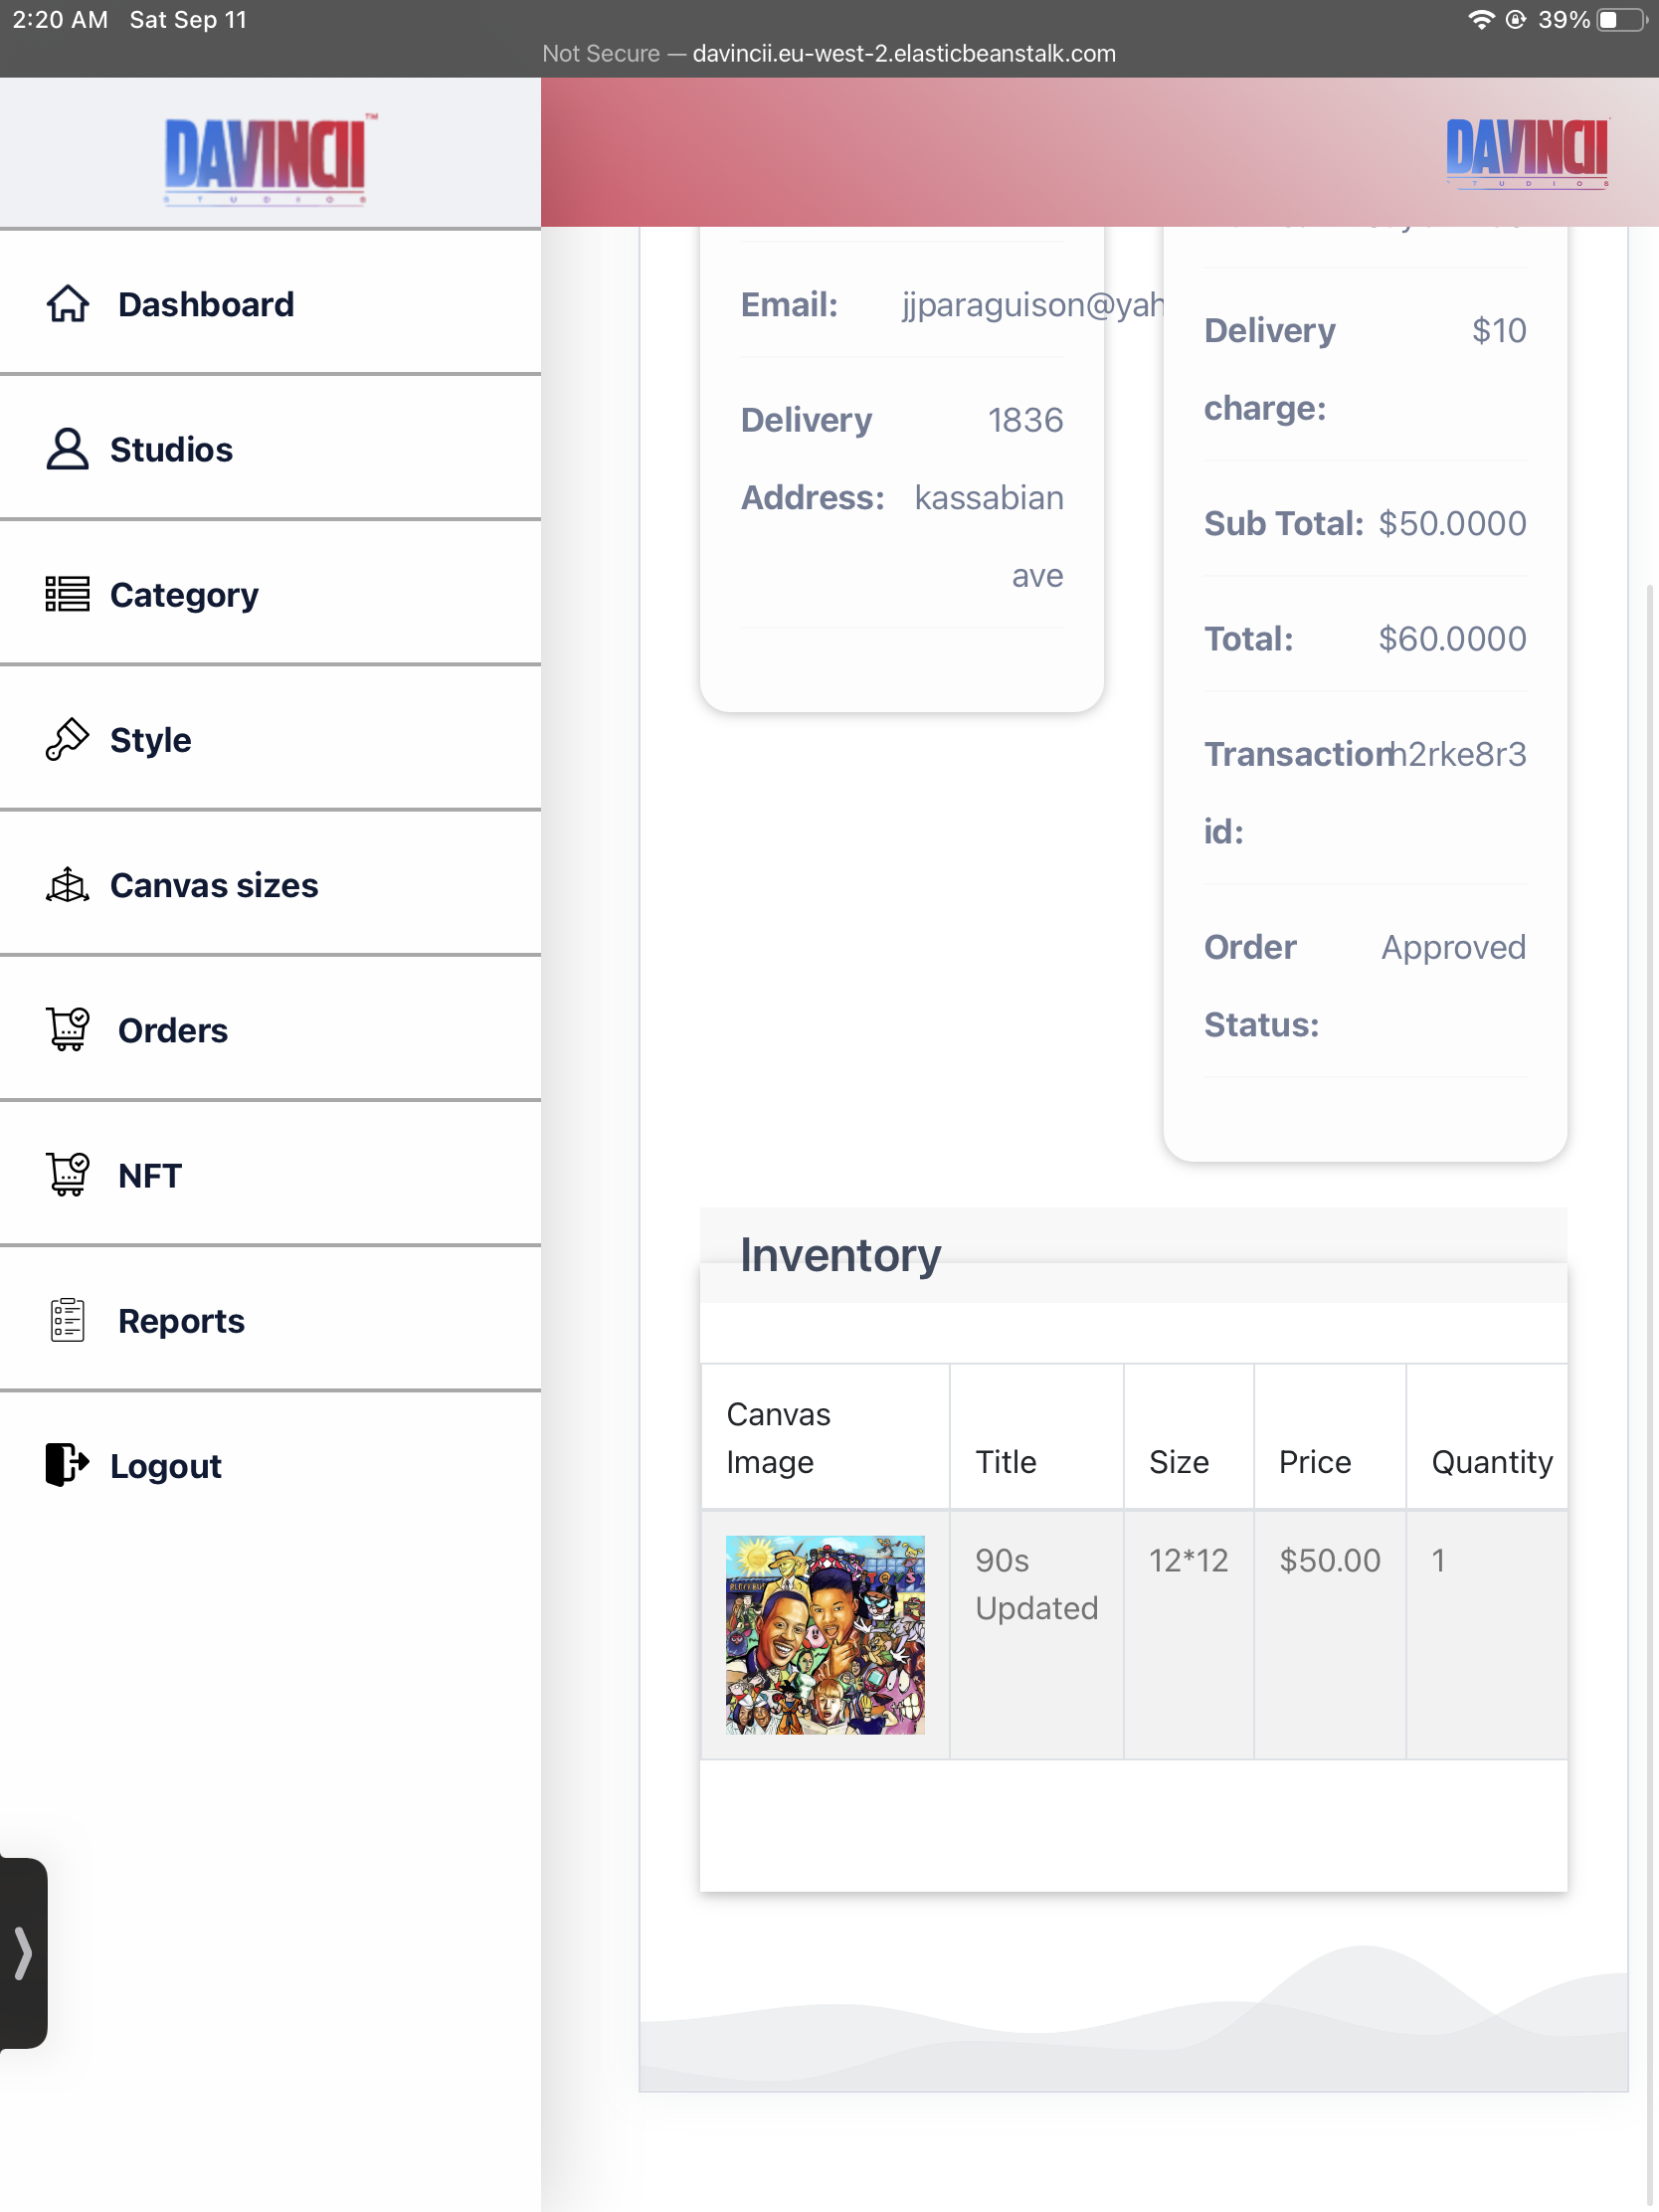 2:20 AM Sat Sep 11
39%
Not Secure — davincii.eu-west-2.elasticbeanstalk.com
DAVINCII™
STUDIOS
DAVINCII
STUDIOS
Dashboard
Studios
Category
Style
Canvas sizes
Orders
NFT
Reports
Logout
Email: jjparaguison@yah
Delivery 1836
Address: kassabian
ave
Delivery $10
charge:
Sub Total: $50.0000
Total: $60.0000
Transaction h2rke8r3
id:
Order Approved
Status:
Inventory
Canvas
Image Title Size Price Quantity
90s 12*12 $50.00 1
Updated